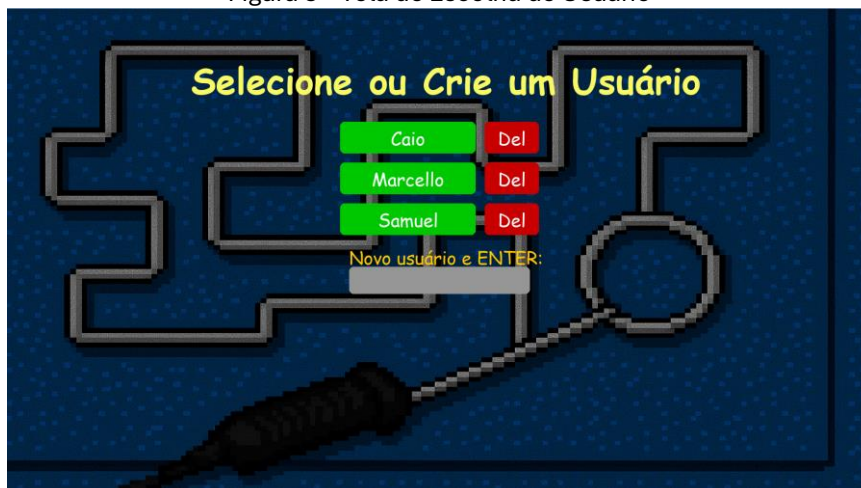 Selecione ou Crie um Usuário
Caio Del
Marcello Del
Samuel Del
Novo usuário e ENTER: